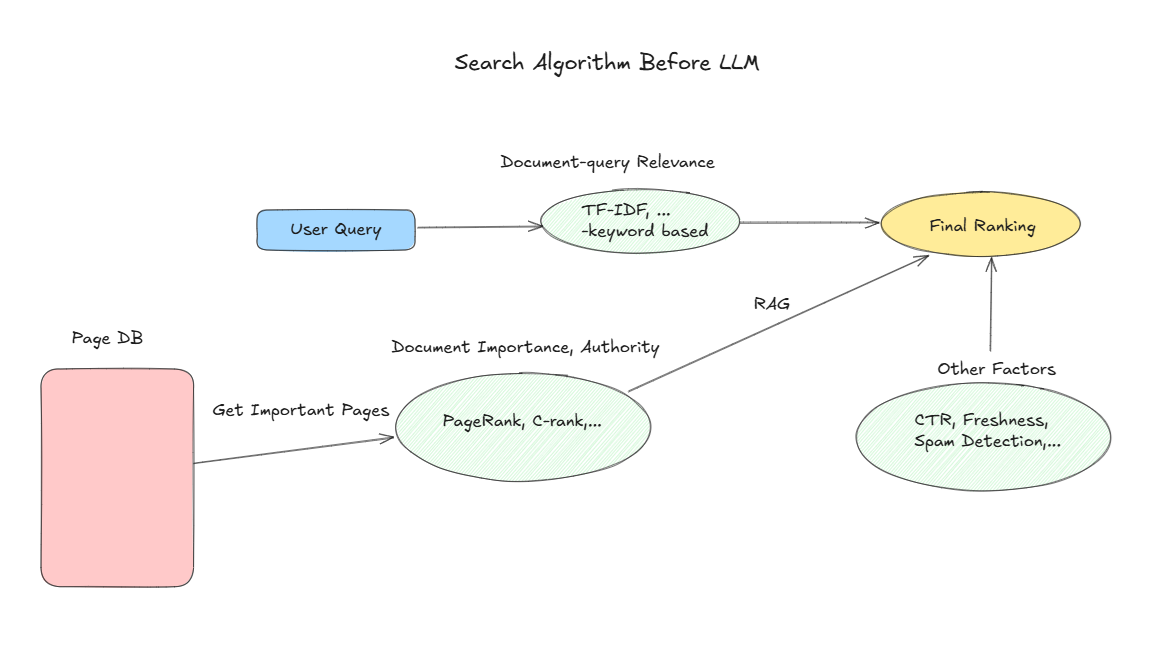 Search Algorithm Before LLM
Document-query Relevance
User Query
TF-IDF, ...
-keyword based
Final Ranking
RAG
Page DB
Document Importance, Authority
Get Important Pages
PageRank, C-rank,...
Other Factors
CTR, Freshness,
Spam Detection,...